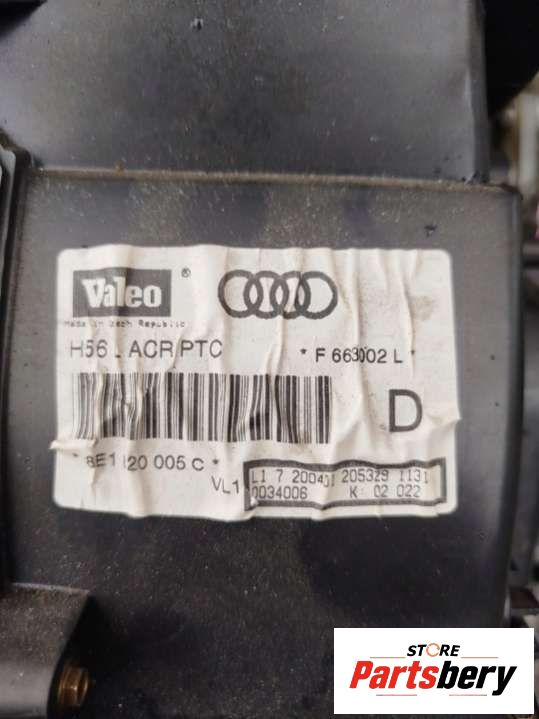 Valeo ®
Made in Czech Republic
H56 L ACR PTC * F 663002 L *
D
* 8E1 820 005 C *
VL1
L1 7 200401 205329 1131
0034006 K: 02 022
STORE
Partsbery